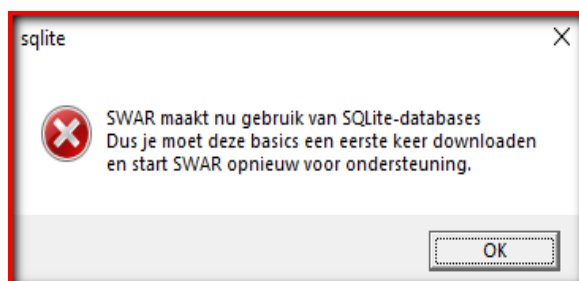 sqlite
SWAR maakt nu gebruik van SQLite-databases
Dus je moet deze basics een eerste keer downloaden
en start SWAR opnieuw voor ondersteuning.
OK